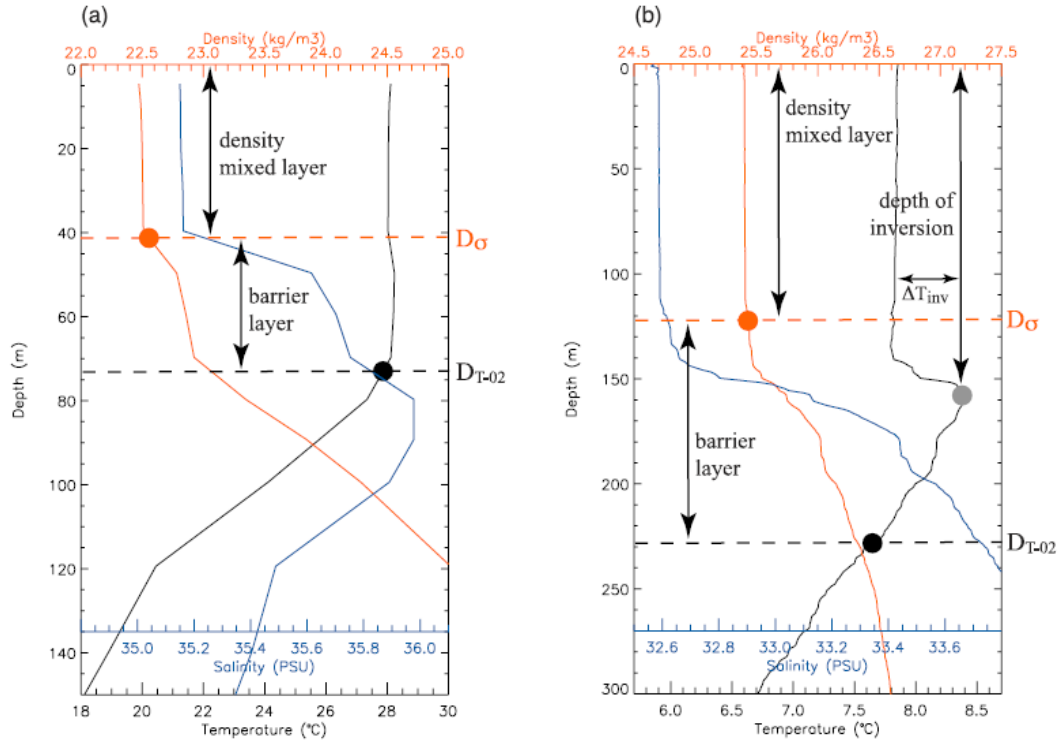 (a)
22.0 22.5 23.0 23.5 24.0 24.5 25.0
Density (kg/m3)
0
20
40
60
80
100
120
140
Depth (m)
density
mixed layer
Dσ
barrier
layer
DT-02
35.0 35.2 35.4 35.6 35.8 36.0
Salinity (PSU)
18 20 22 24 26 28 30
Temperature (°C)
(b)
24.5 25.0 25.5 26.0 26.5 27.0 27.5
Density (kg/m3)
0
50
100
150
200
250
300
Depth (m)
density
mixed layer
depth of
inversion
ΔTinv
Dσ
barrier
layer
DT-02
32.6 32.8 33.0 33.2 33.4 33.6
Salinity (PSU)
6.0 6.5 7.0 7.5 8.0 8.5
Temperature (°C)